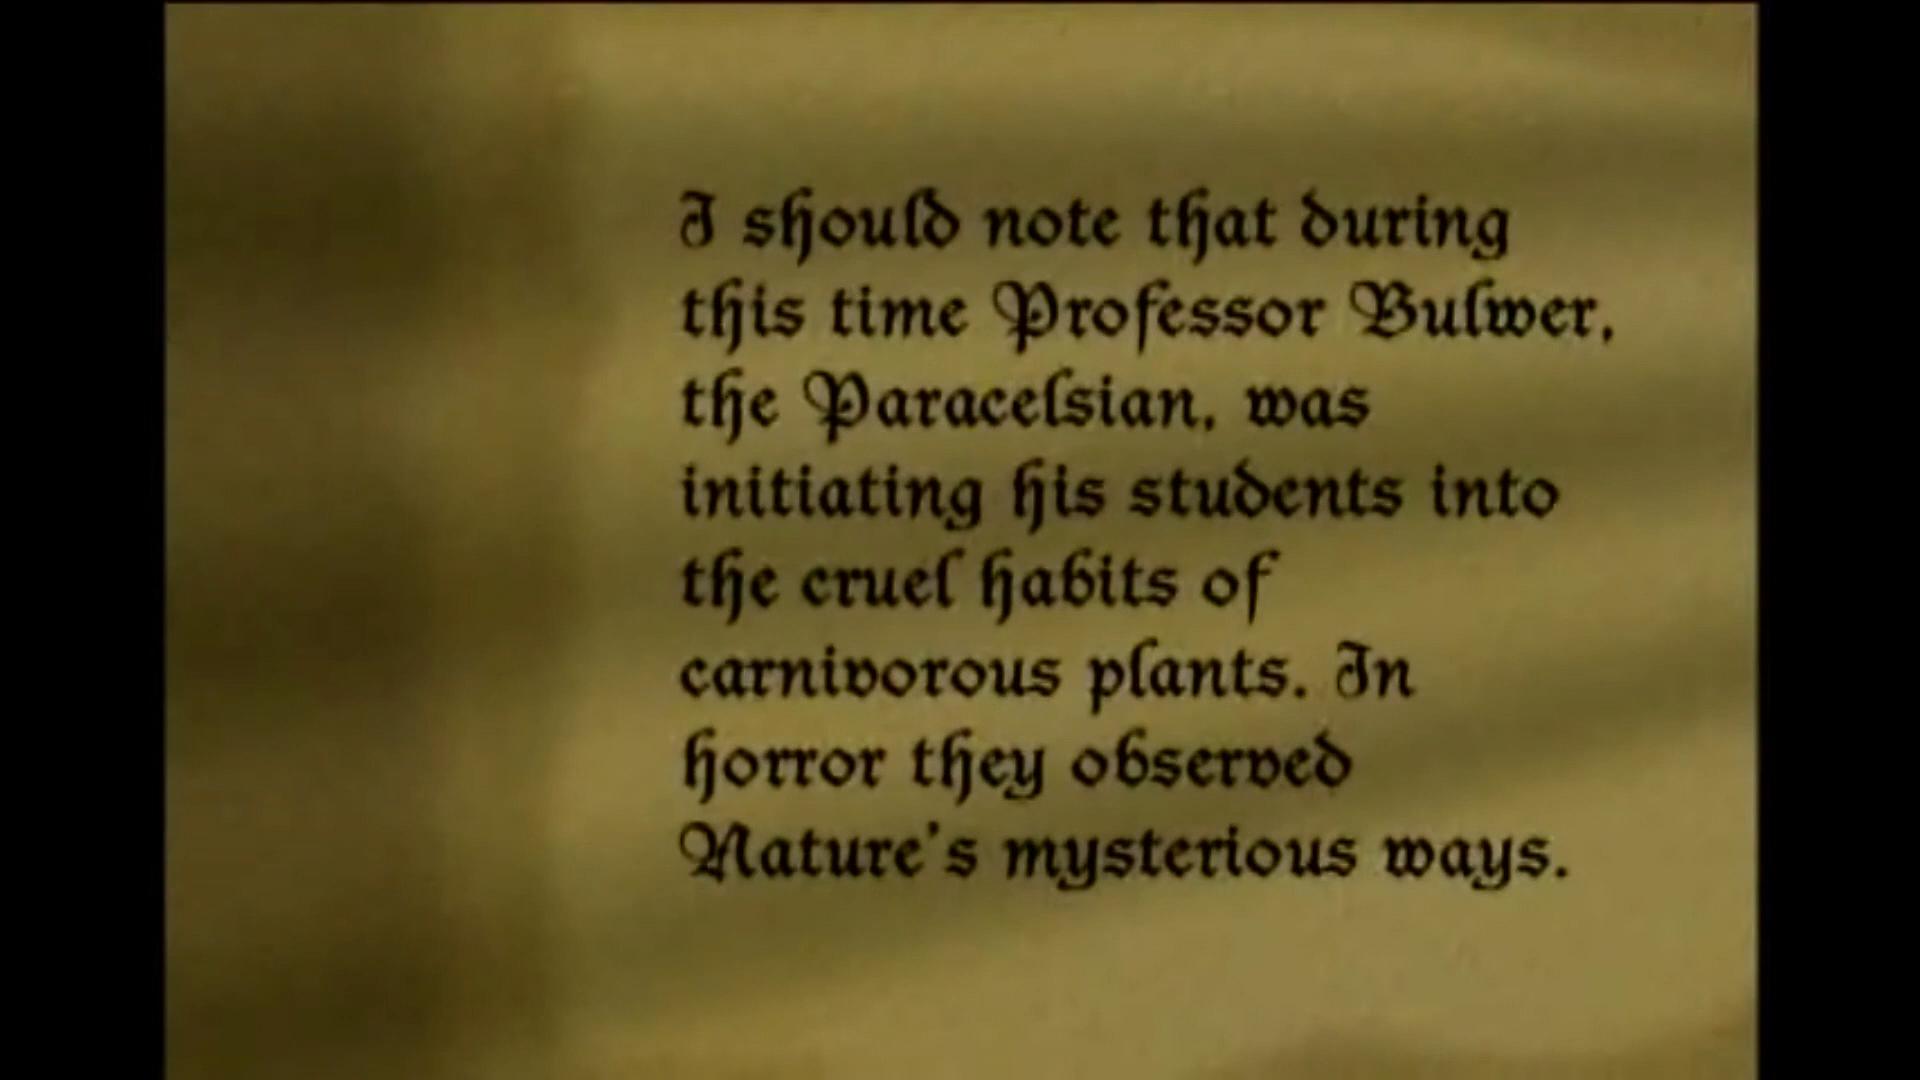 I should note that during
this time Professor Bulwer,
the Paracelsian, was
initiating his students into
the cruel habits of
carnivorous plants. In
horror they observed
Nature's mysterious ways.